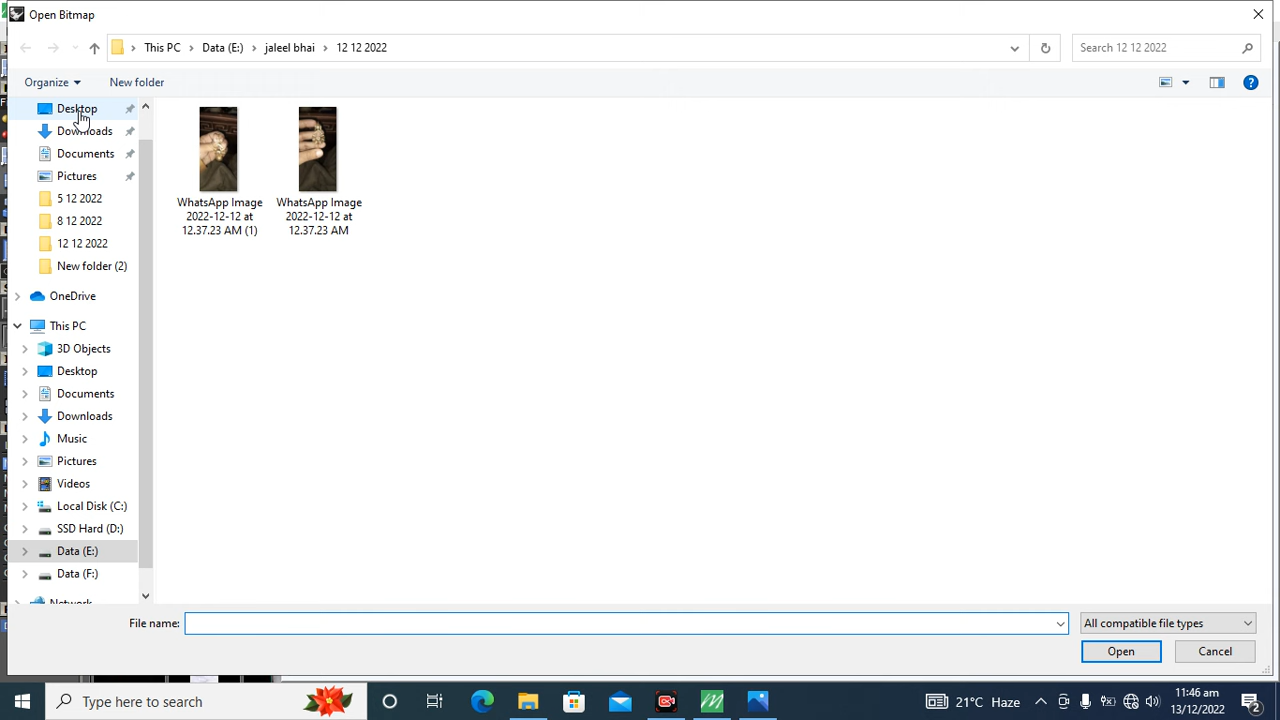 Open Bitmap
This PC
Data (E:)
jaleel bhai
12 12 2022
Search 12 12 2022
Organize
New folder
Desktop
Downloads
Documents
Pictures
5 12 2022
8 12 2022
12 12 2022
New folder (2)
OneDrive
This PC
3D Objects
Desktop
Documents
Downloads
Music
Pictures
Videos
Local Disk (C:)
SSD Hard (D:)
Data (E:)
Data (F:)
Network
WhatsApp Image
2022-12-12 at
12.37.23 AM (1)
WhatsApp Image
2022-12-12 at
12.37.23 AM
File name:
All compatible file types
Open
Cancel
Type here to search
21°C Haze
11:46 am
13/12/2022
2